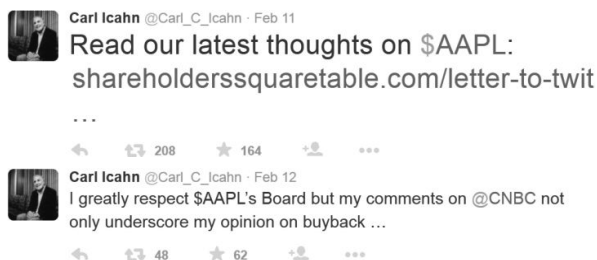 Carl Icahn @Carl_C_Icahn · Feb 11
Read our latest thoughts on $AAPL:
shareholderssquaretable.com/letter-to-twit
...
208 164
Carl Icahn @Carl_C_Icahn · Feb 12
I greatly respect $AAPL's Board but my comments on @CNBC not
only underscore my opinion on buyback ...
48 62